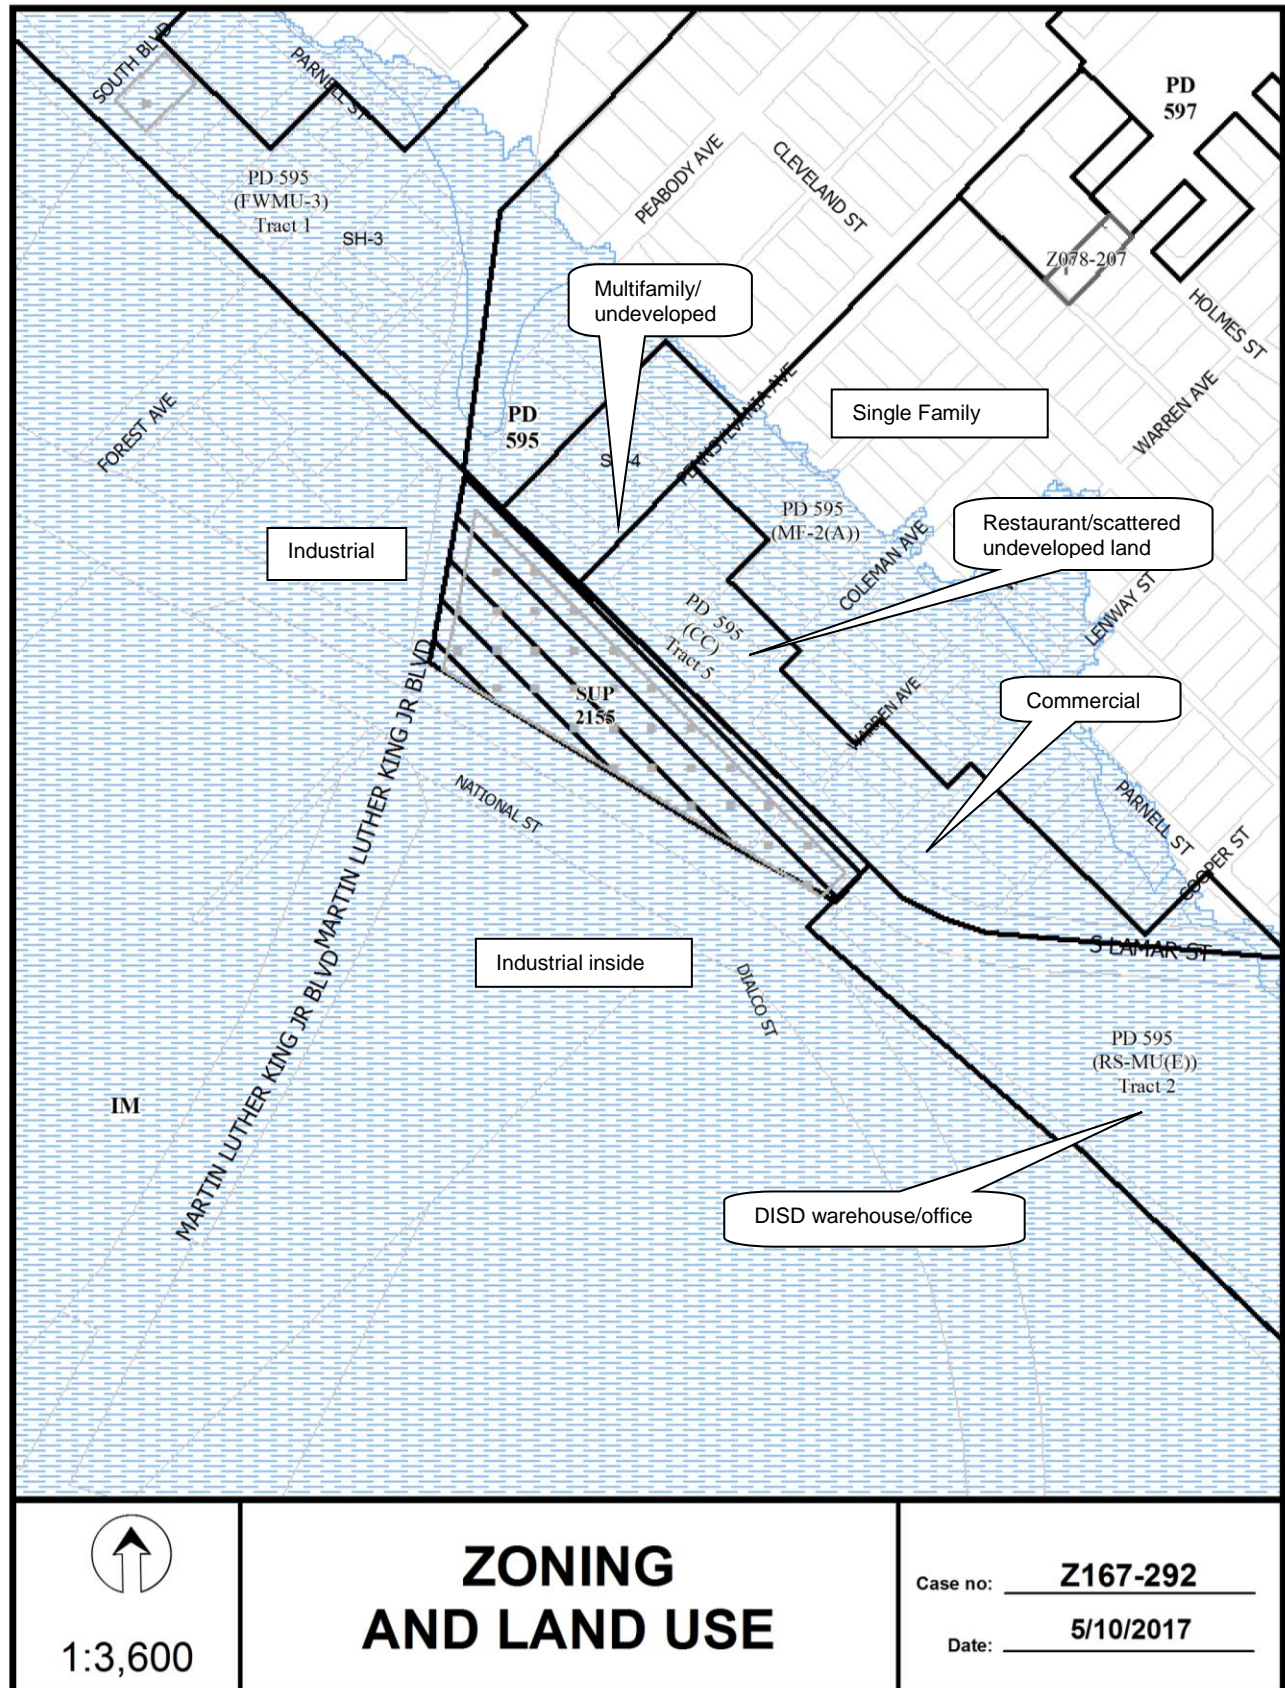 SOUTH BLVD
PARNELL ST
PD
597
PEABODY AVE
CLEVELAND ST
PD 595
(FWMU-3)
Tract 1
SH-3
Z078-207
Multifamily/
undeveloped
HOLMES ST
FOREST AVE
PENNSYLVANIA AVE
Single Family
WARREN AVE
PD
595
PD 595
(MF-2(A))
Restaurant/scattered
undeveloped land
Industrial
COLEMAN AVE
LENWAY ST
PD 595
(CC)
Tract 5
SUP
2155
WARREN AVE
Commercial
MARTIN LUTHER KING JR BLVD
NATIONAL ST
PARNELL ST
COOPER ST
S LAMAR ST
Industrial inside
DIALCO ST
MARTIN LUTHER KING JR BLVD
PD 595
(RS-MU(E))
Tract 2
IM
DISD warehouse/office
1:3,600
ZONING
AND LAND USE
Case no: Z167-292
Date: 5/10/2017